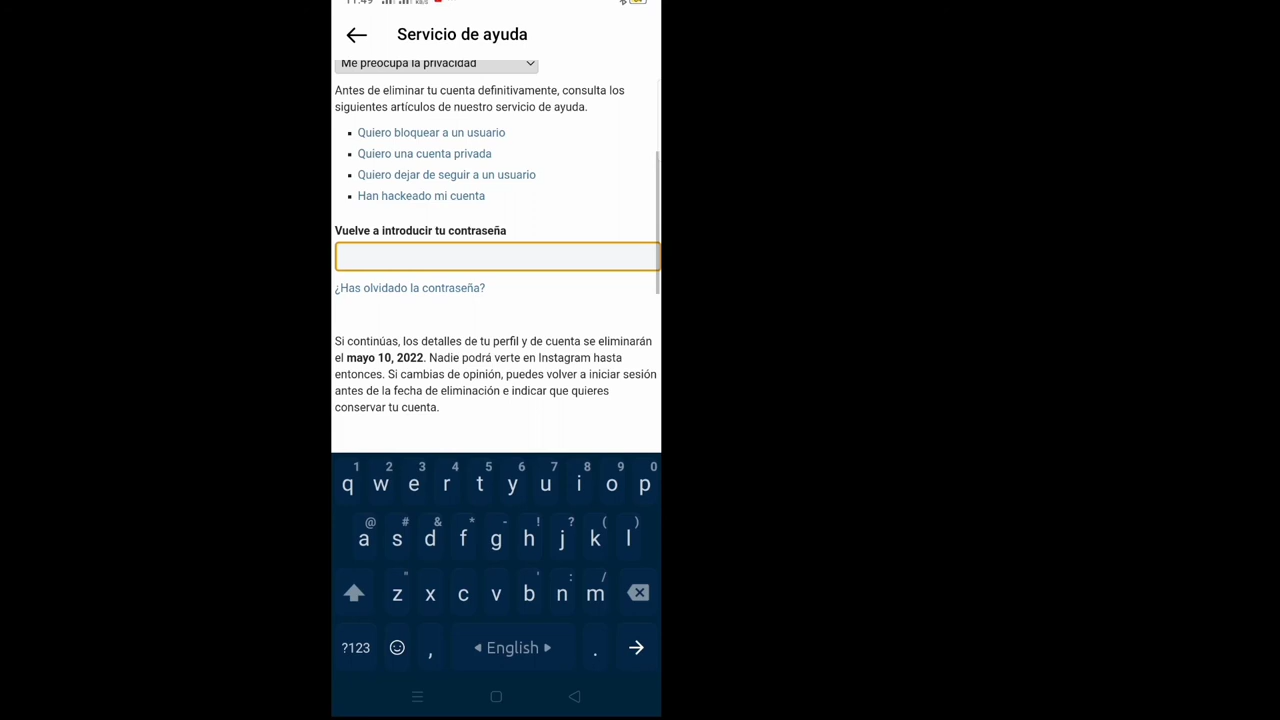 11:49
Servicio de ayuda
Me preocupa la privacidad
Antes de eliminar tu cuenta definitivamente, consulta los
siguientes artículos de nuestro servicio de ayuda.
Quiero bloquear a un usuario
Quiero una cuenta privada
Quiero dejar de seguir a un usuario
Han hackeado mi cuenta
Vuelve a introducir tu contraseña
¿Has olvidado la contraseña?
Si continúas, los detalles de tu perfil y de cuenta se eliminarán
el mayo 10, 2022. Nadie podrá verte en Instagram hasta
entonces. Si cambias de opinión, puedes volver a iniciar sesión
antes de la fecha de eliminación e indicar que quieres
conservar tu cuenta.
1 2 3 4 5 6 7 8 9 0
q w e r t y u i o p
@ # & * - ! ? ( )
a s d f g h j k l
" ' : /
z x c v b n m
?123 , English .